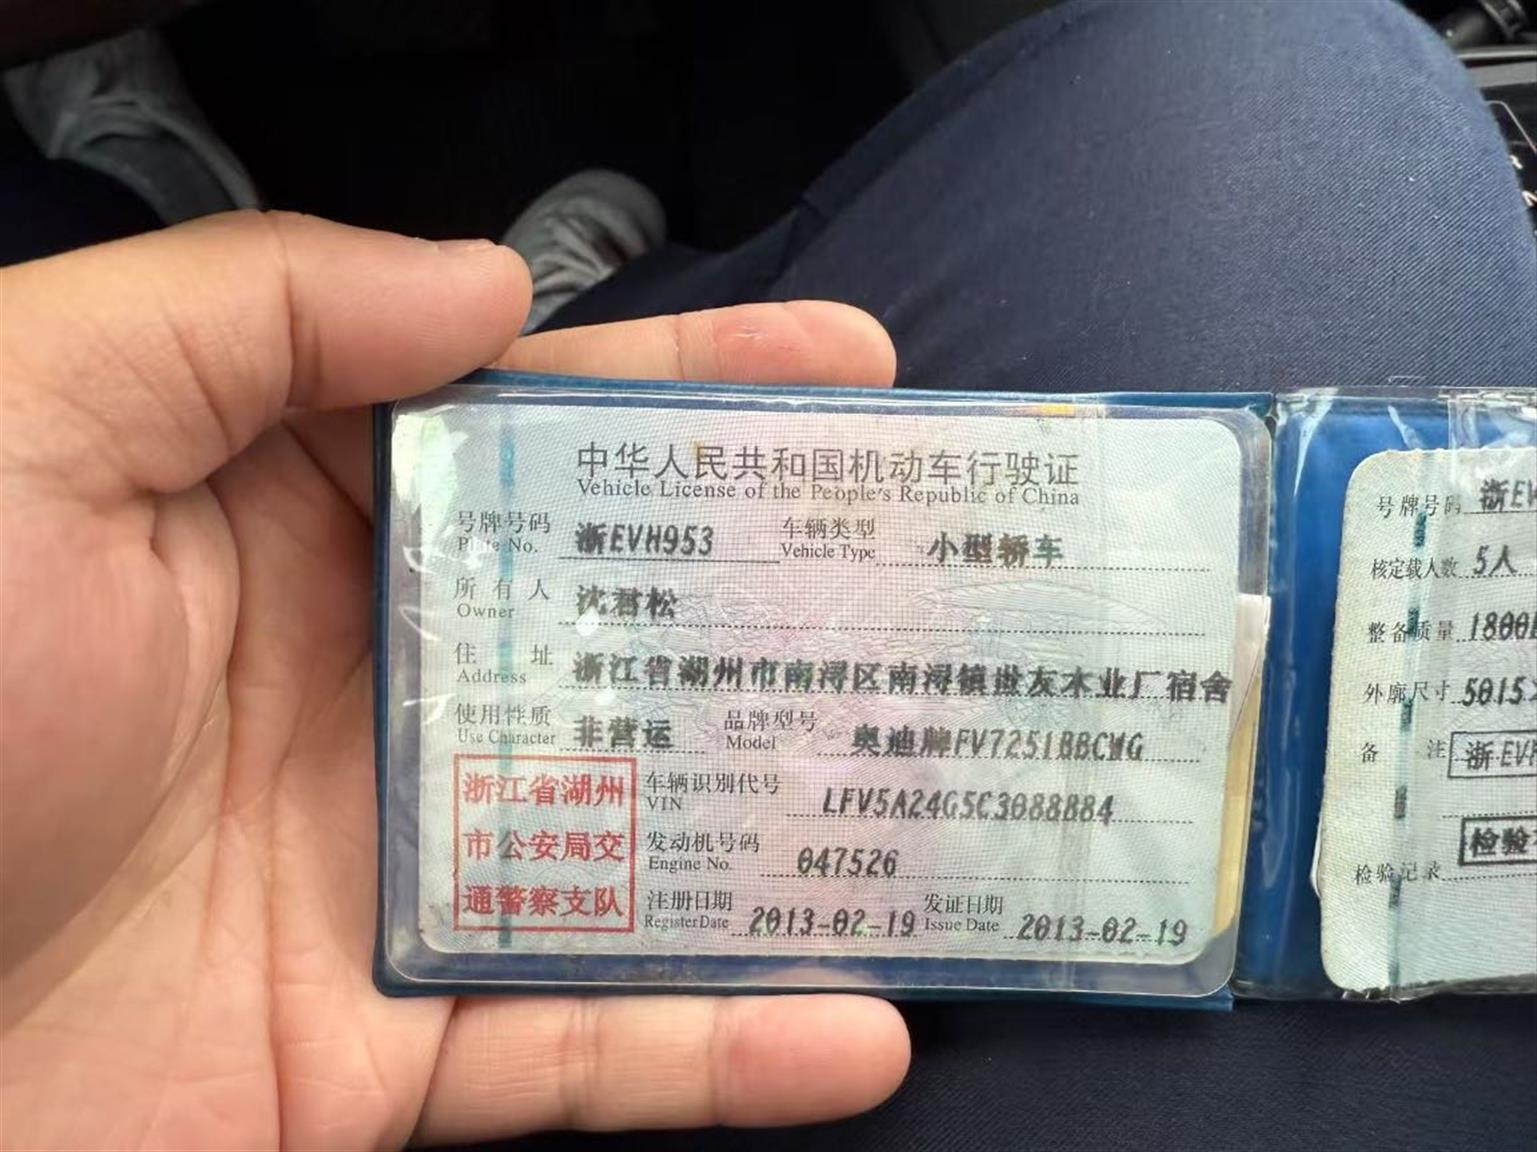 中华人民共和国机动车行驶证
Vehicle License of the People's Republic of China
号牌号码 浙EVH953 车辆类型 小型轿车
Plate No. Vehicle Type
所有人 沈君松
Owner
住址 浙江省湖州市南浔区南浔镇世友木业厂宿舍
Address
使用性质 非营运 品牌型号 奥迪牌FV7251BBCWG
Use Character Model
浙江省湖州
市公安局交
通警察支队
车辆识别代号 LFV5A24G5C3088884
VIN
发动机号码 047526
Engine No.
注册日期 2013-02-19 发证日期 2013-02-19
Register Date Issue Date
号牌号码 浙EV
核定载人数 5人
整备质量 1800
外廓尺寸 5015
备注 浙EV
检验
检验记录